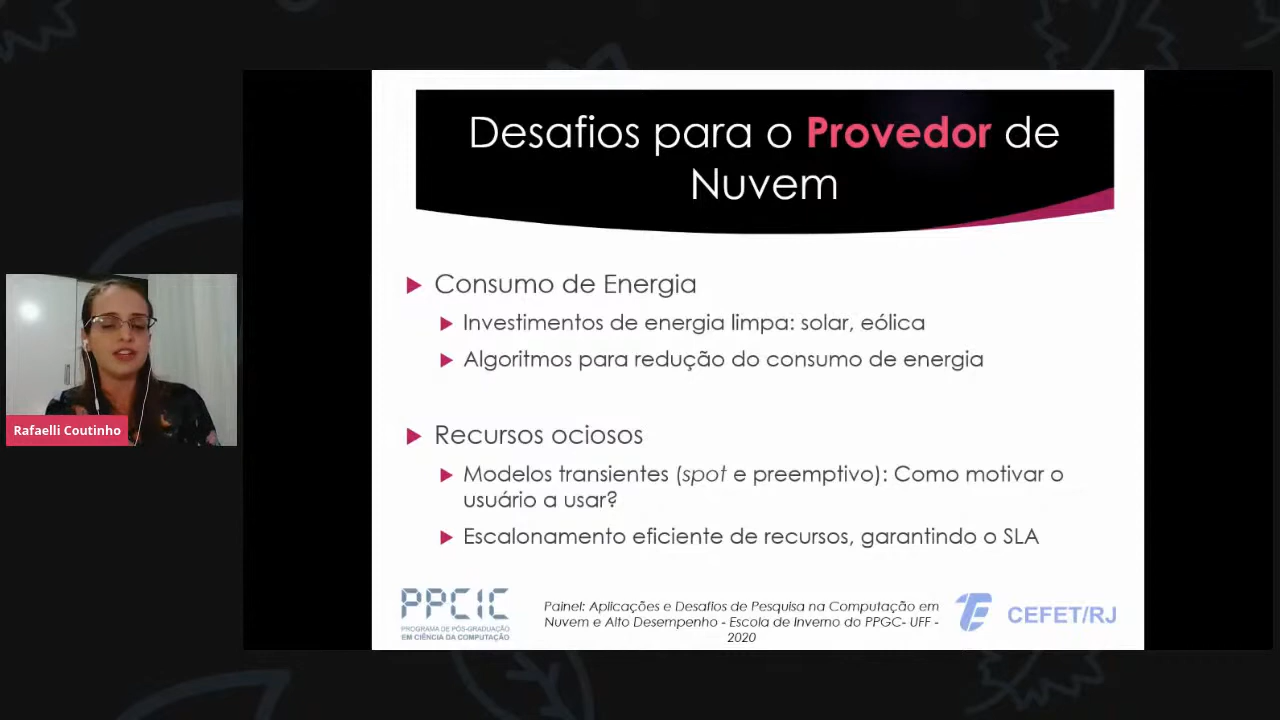 Desafios para o Provedor de
Nuvem
Consumo de Energia
Investimentos de energia limpa: solar, eólica
Algoritmos para redução do consumo de energia
Recursos ociosos
Modelos transientes (spot e preemptivo): Como motivar o
usuário a usar?
Escalonamento eficiente de recursos, garantindo o SLA
Rafaelli Coutinho
PPCIC
PROGRAMA DE PÓS-GRADUAÇÃO
EM CIÊNCIA DA COMPUTAÇÃO
Painel: Aplicações e Desafios de Pesquisa na Computação em
Nuvem e Alto Desempenho - Escola de Inverno do PPGC- UFF -
2020
CEFET/RJ